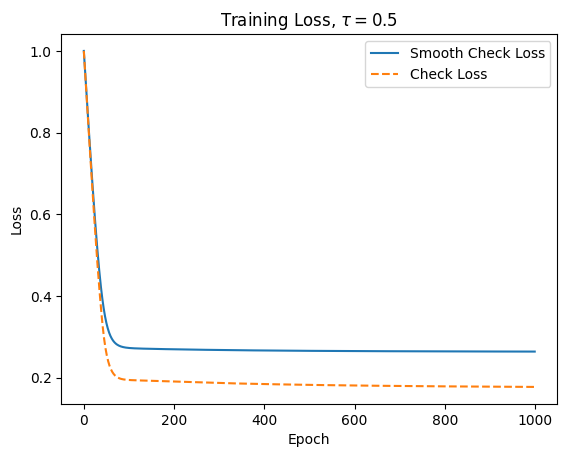 Training Loss, τ = 0.5
Smooth Check Loss
Check Loss
Loss
1.0
0.8
0.6
0.4
0.2
0 200 400 600 800 1000
Epoch